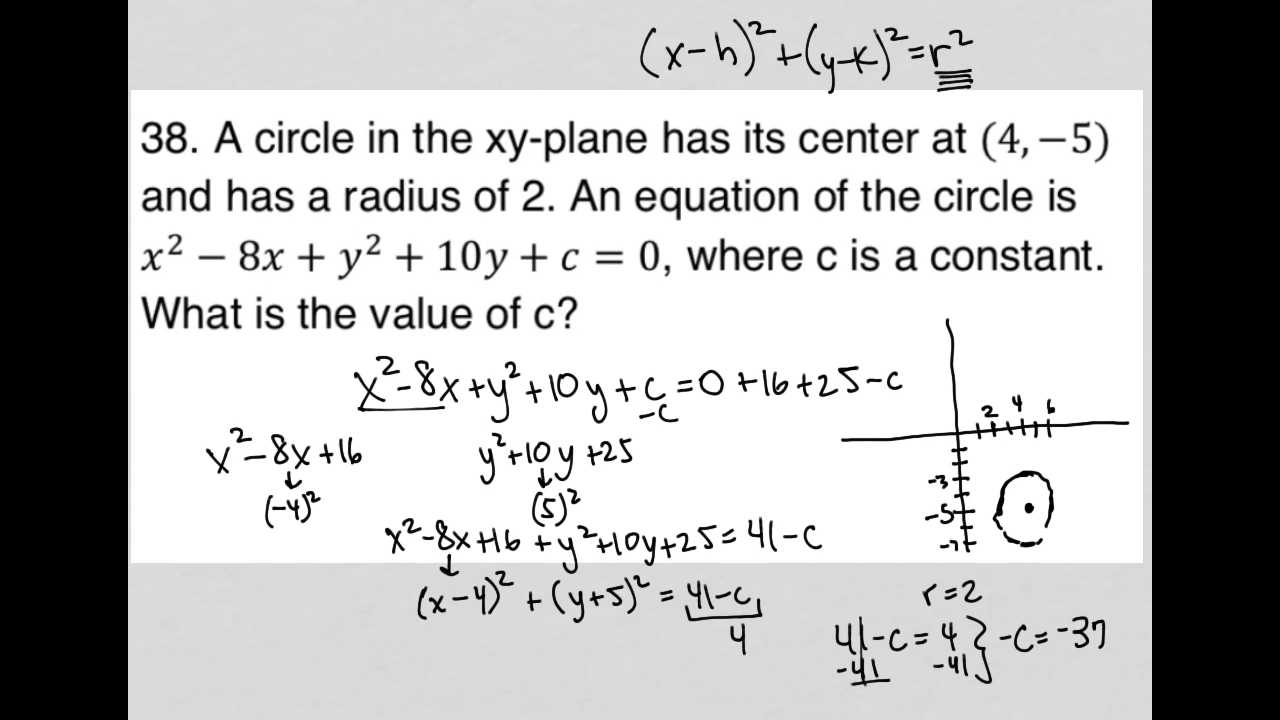 (x-h)²+(y-k)²=r²
38. A circle in the xy-plane has its center at (4, −5)
and has a radius of 2. An equation of the circle is
x² − 8x + y² + 10y + c = 0, where c is a constant.
What is the value of c?
x²-8x+y²+10y+c=0+16+25-c
-c
2 4 6
x²-8x+16
y²+10y+25
-3
(-4)²
(5)²
-5
x²-8x+16+y²+10y+25=41-c
-7
(x-4)²+(y+5)²=41-c
4
r=2
41-c=4} -c=-37
-41 -41